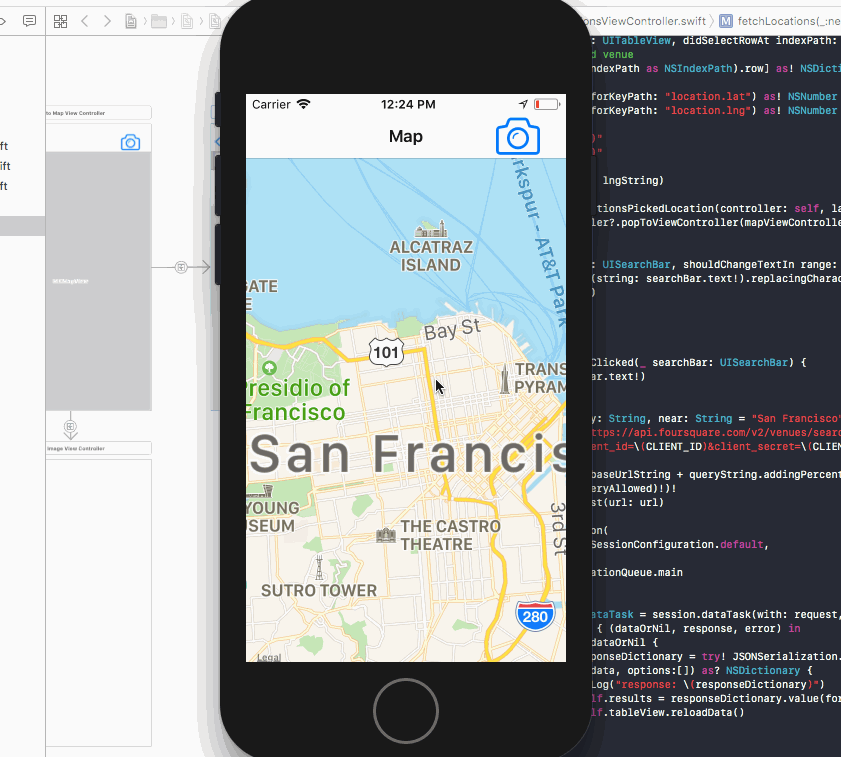 onsViewController.swift
M
fetchLocations(_:ne
to Map View Controller
ft
ift
ft
MKMapView
Image View Controller
Carrier
12:24 PM
Map
rkspur - AT&T Park
ALCATRAZ
ISLAND
GATE
E
Bay St
101
TRANS
PYRAM
Presidio of
Francisco
San Francis
YOUNG
SEUM
THE CASTRO
THEATRE
3rd St
SUTRO TOWER
280
Legal
: UITableView, didSelectRowAt indexPath:
d venue
ndexPath as NSIndexPath).row] as! NSDicti
forKeyPath: "location.lat") as! NSNumber
forKeyPath: "location.lng") as! NSNumber
)"
)"
lngString)
tionsPickedLocation(controller: self, la
ler?.popToViewController(mapViewControlle
: UISearchBar, shouldChangeTextIn range:
(string: searchBar.text!).replacingCharac
)
Clicked(_ searchBar: UISearchBar) {
ar.text!)
y: String, near: String = "San Francisco"
ttps://api.foursquare.com/v2/venues/searc
ent_id=\(CLIENT_ID)&client_secret=\(CLIEN
baseUrlString + queryString.addingPercent
eryAllowed)!)!
st(url: url)
on(
SessionConfiguration.default,
ationQueue.main
ataTask = session.dataTask(with: request,
{ (dataOrNil, response, error) in
dataOrNil {
ponseDictionary = try! JSONSerialization.
data, options:[]) as? NSDictionary {
Log("response: \(responseDictionary)")
lf.results = responseDictionary.value(for
lf.tableView.reloadData()